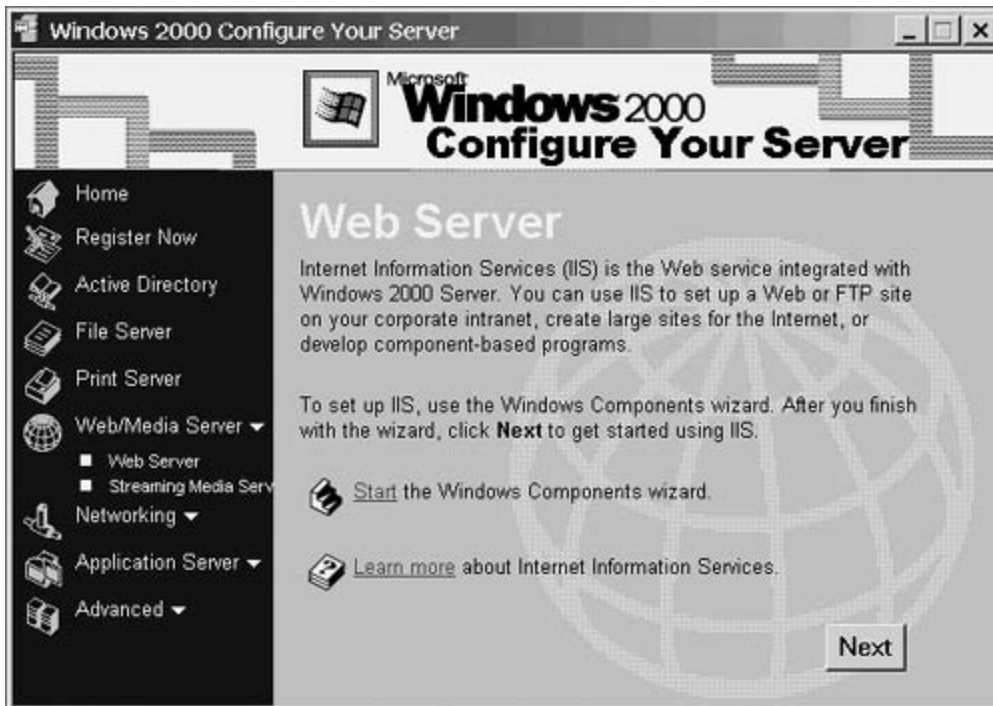 Windows 2000 Configure Your Server
Microsoft
Windows 2000
Configure Your Server
Home
Register Now
Active Directory
File Server
Print Server
Web/Media Server
Web Server
Streaming Media Serv
Networking
Application Server
Advanced
Web Server
Internet Information Services (IIS) is the Web service integrated with
Windows 2000 Server. You can use IIS to set up a Web or FTP site
on your corporate intranet, create large sites for the Internet, or
develop component-based programs.
To set up IIS, use the Windows Components wizard. After you finish
with the wizard, click Next to get started using IIS.
Start the Windows Components wizard.
Learn more about Internet Information Services.
Next